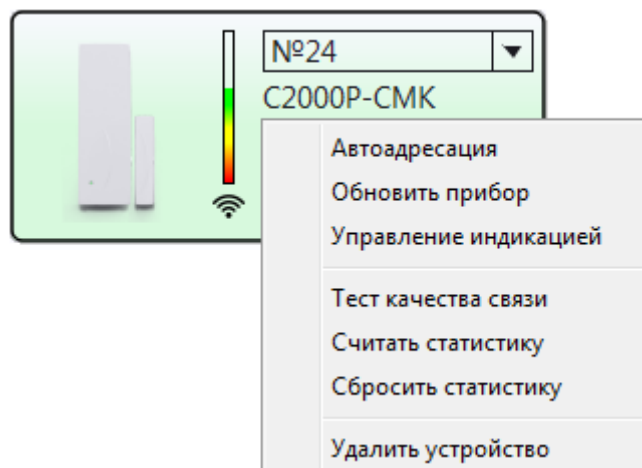 №24
С2000Р-СМК
Автоадресация
Обновить прибор
Управление индикацией
Тест качества связи
Считать статистику
Сбросить статистику
Удалить устройство